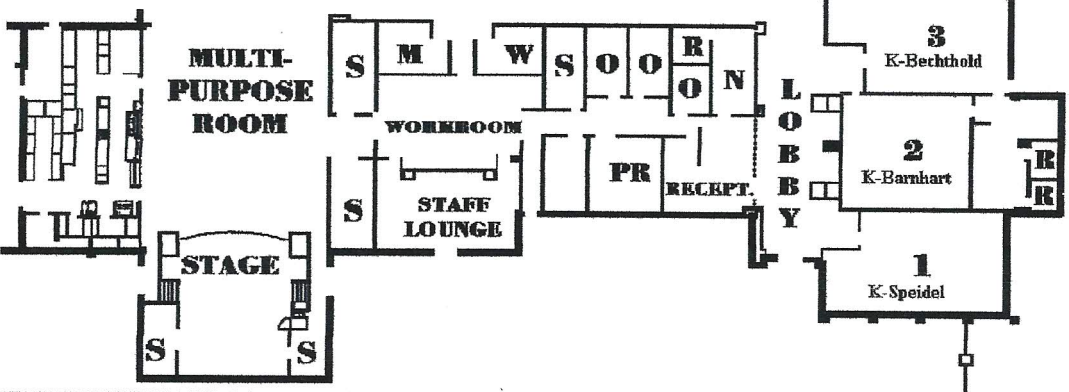 MULTI-
PURPOSE
ROOM
S
M
W
S
O
O
R
O
N
WORKROOM
S
STAFF
LOUNGE
PR
RECEPT.
L
O
B
B
Y
3
K-Bechthold
2
K-Barnhart
R
R
1
K-Speidel
STAGE
S
S